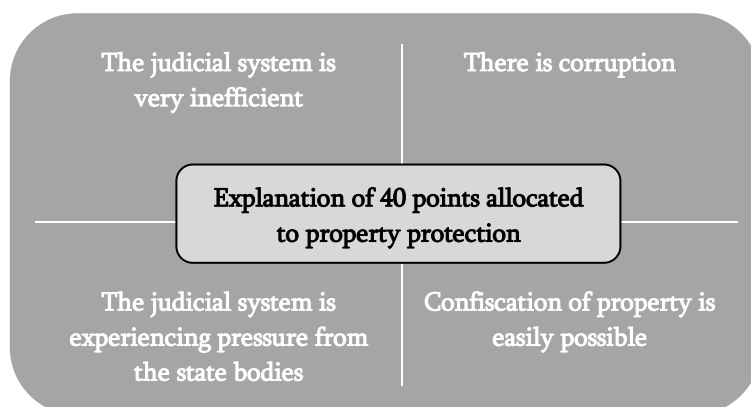 The judicial system is
very inefficient
There is corruption
Explanation of 40 points allocated
to property protection
The judicial system is
experiencing pressure from
the state bodies
Confiscation of property is
easily possible